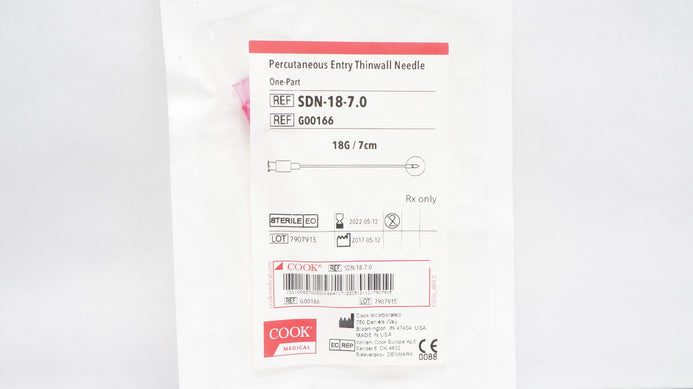 Percutaneous Entry Thinwall Needle
One-Part
REF SDN-18-7.0
REF G00166
18G / 7cm
Rx only
STERILE EO 2022-05-12
LOT 7907915 2017-05-12
COOK® REF SDN-18-7.0
REF G00166 LOT 7907915
cookmedical.com
COOK®
MEDICAL
Cook Incorporated
750 Daniels Way
Bloomington, IN 47404, USA
MADE IN USA
EC REP William Cook Europe ApS
DK-4632
Bjaeverskov, DENMARK
CE
0088